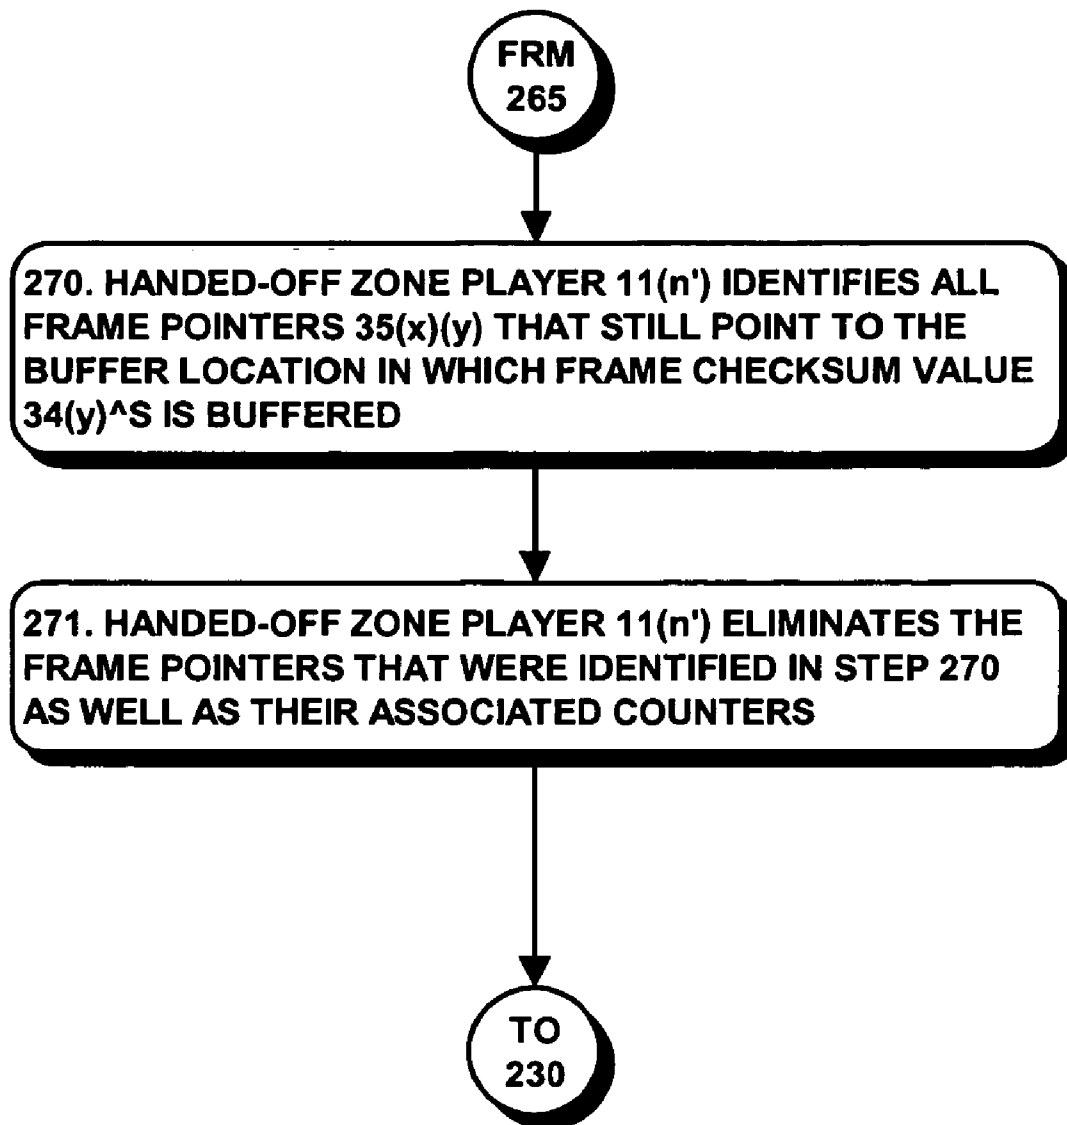 FRM
265
270. HANDED-OFF ZONE PLAYER 11(n') IDENTIFIES ALL
FRAME POINTERS 35(x)(y) THAT STILL POINT TO THE
BUFFER LOCATION IN WHICH FRAME CHECKSUM VALUE
34(y)^S IS BUFFERED
271. HANDED-OFF ZONE PLAYER 11(n') ELIMINATES THE
FRAME POINTERS THAT WERE IDENTIFIED IN STEP 270
AS WELL AS THEIR ASSOCIATED COUNTERS
TO
230